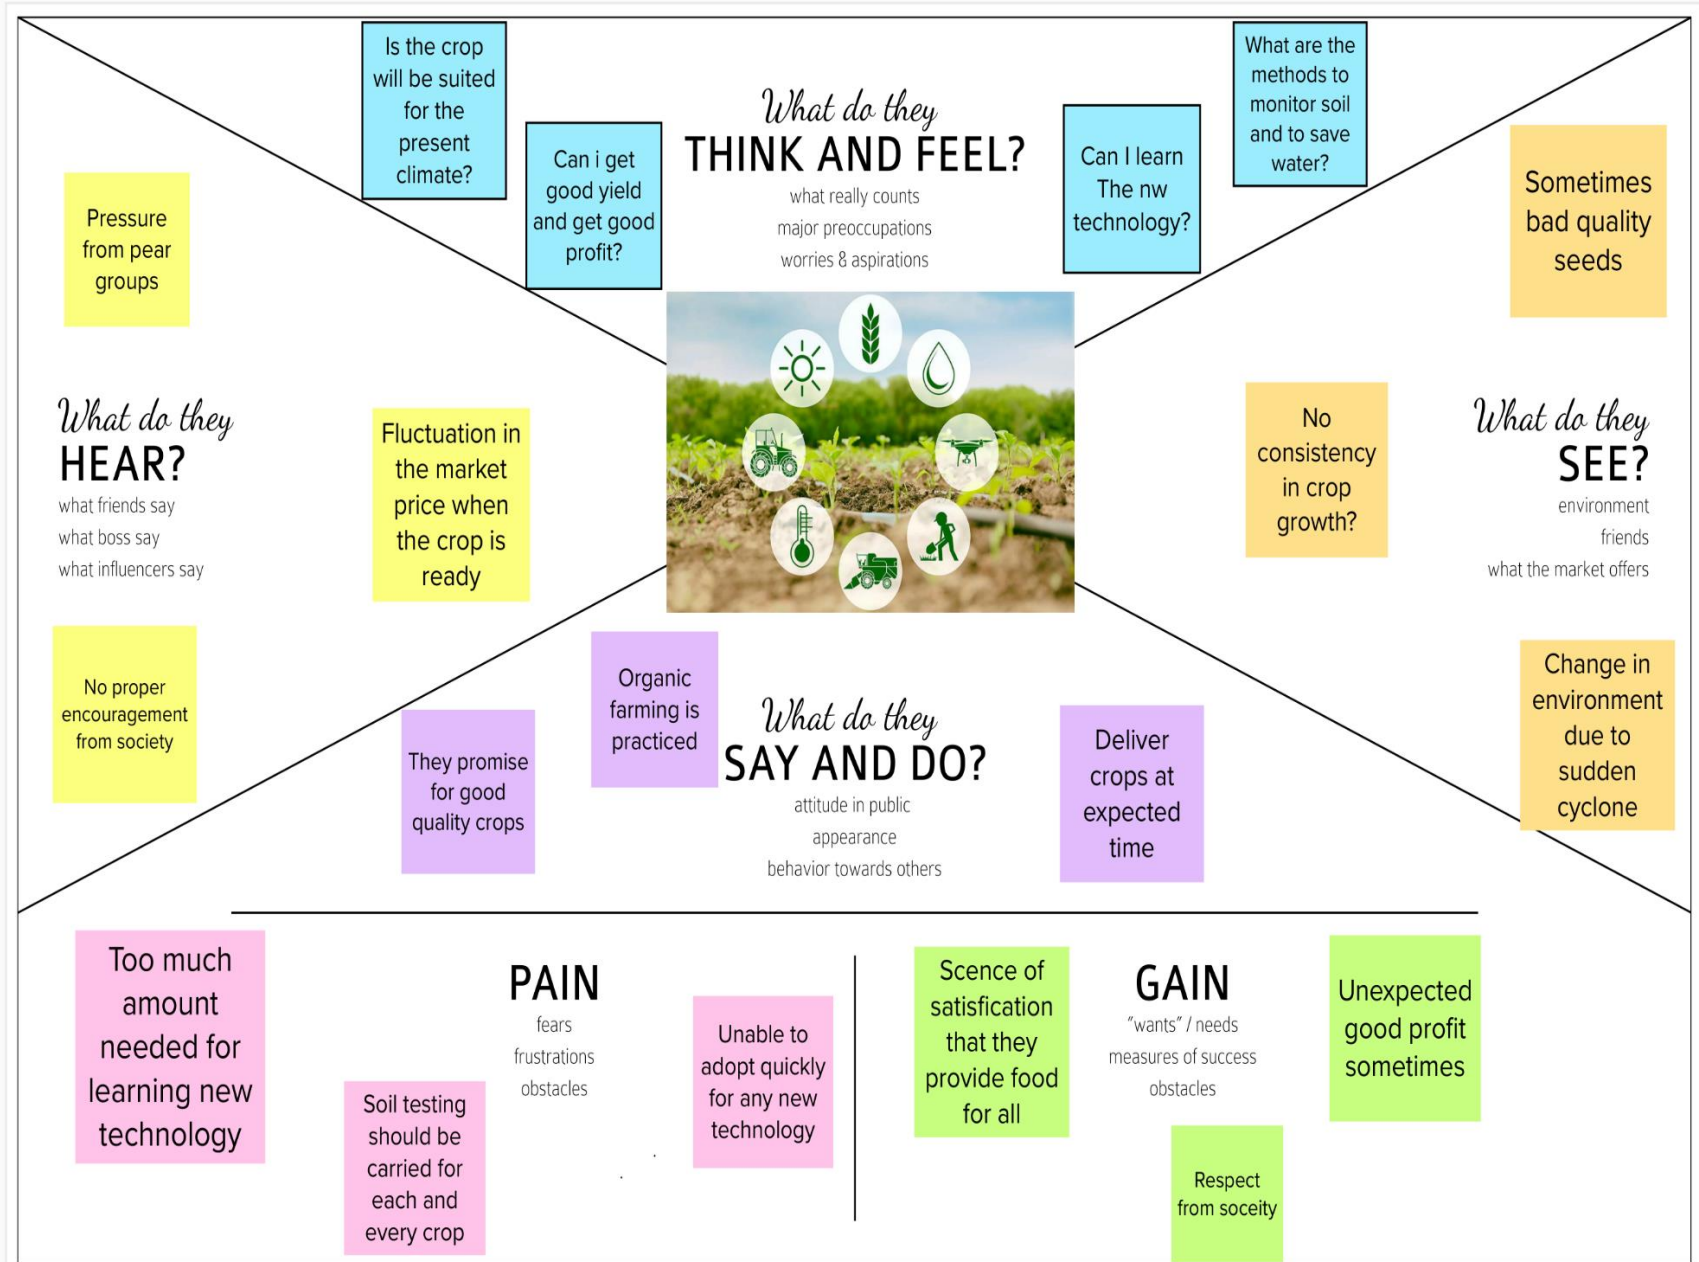 Is the crop
will be suited
for the
present
climate?
Can i get
good yield
and get good
profit?
What do they
THINK AND FEEL?
what really counts
major preoccupations
worries & aspirations
Can I learn
The nw
technology?
What are the
methods to
monitor soil
and to save
water?
Pressure
from pear
groups
What do they
HEAR?
what friends say
what boss say
what influencers say
Fluctuation in
the market
price when
the crop is
ready
No proper
encouragement
from society
Sometimes
bad quality
seeds
No
consistency
in crop
growth?
What do they
SEE?
environment
friends
what the market offers
Change in
environment
due to
sudden
cyclone
They promise
for good
quality crops
Organic
farming is
practiced
What do they
SAY AND DO?
attitude in public
appearance
behavior towards others
Deliver
crops at
expected
time
Too much
amount
needed for
learning new
technology
Soil testing
should be
carried for
each and
every crop
PAIN
fears
frustrations
obstacles
Unable to
adopt quickly
for any new
technology
Scence of
satisfication
that they
provide food
for all
GAIN
"wants" / needs
measures of success
obstacles
Respect
from soceity
Unexpected
good profit
sometimes